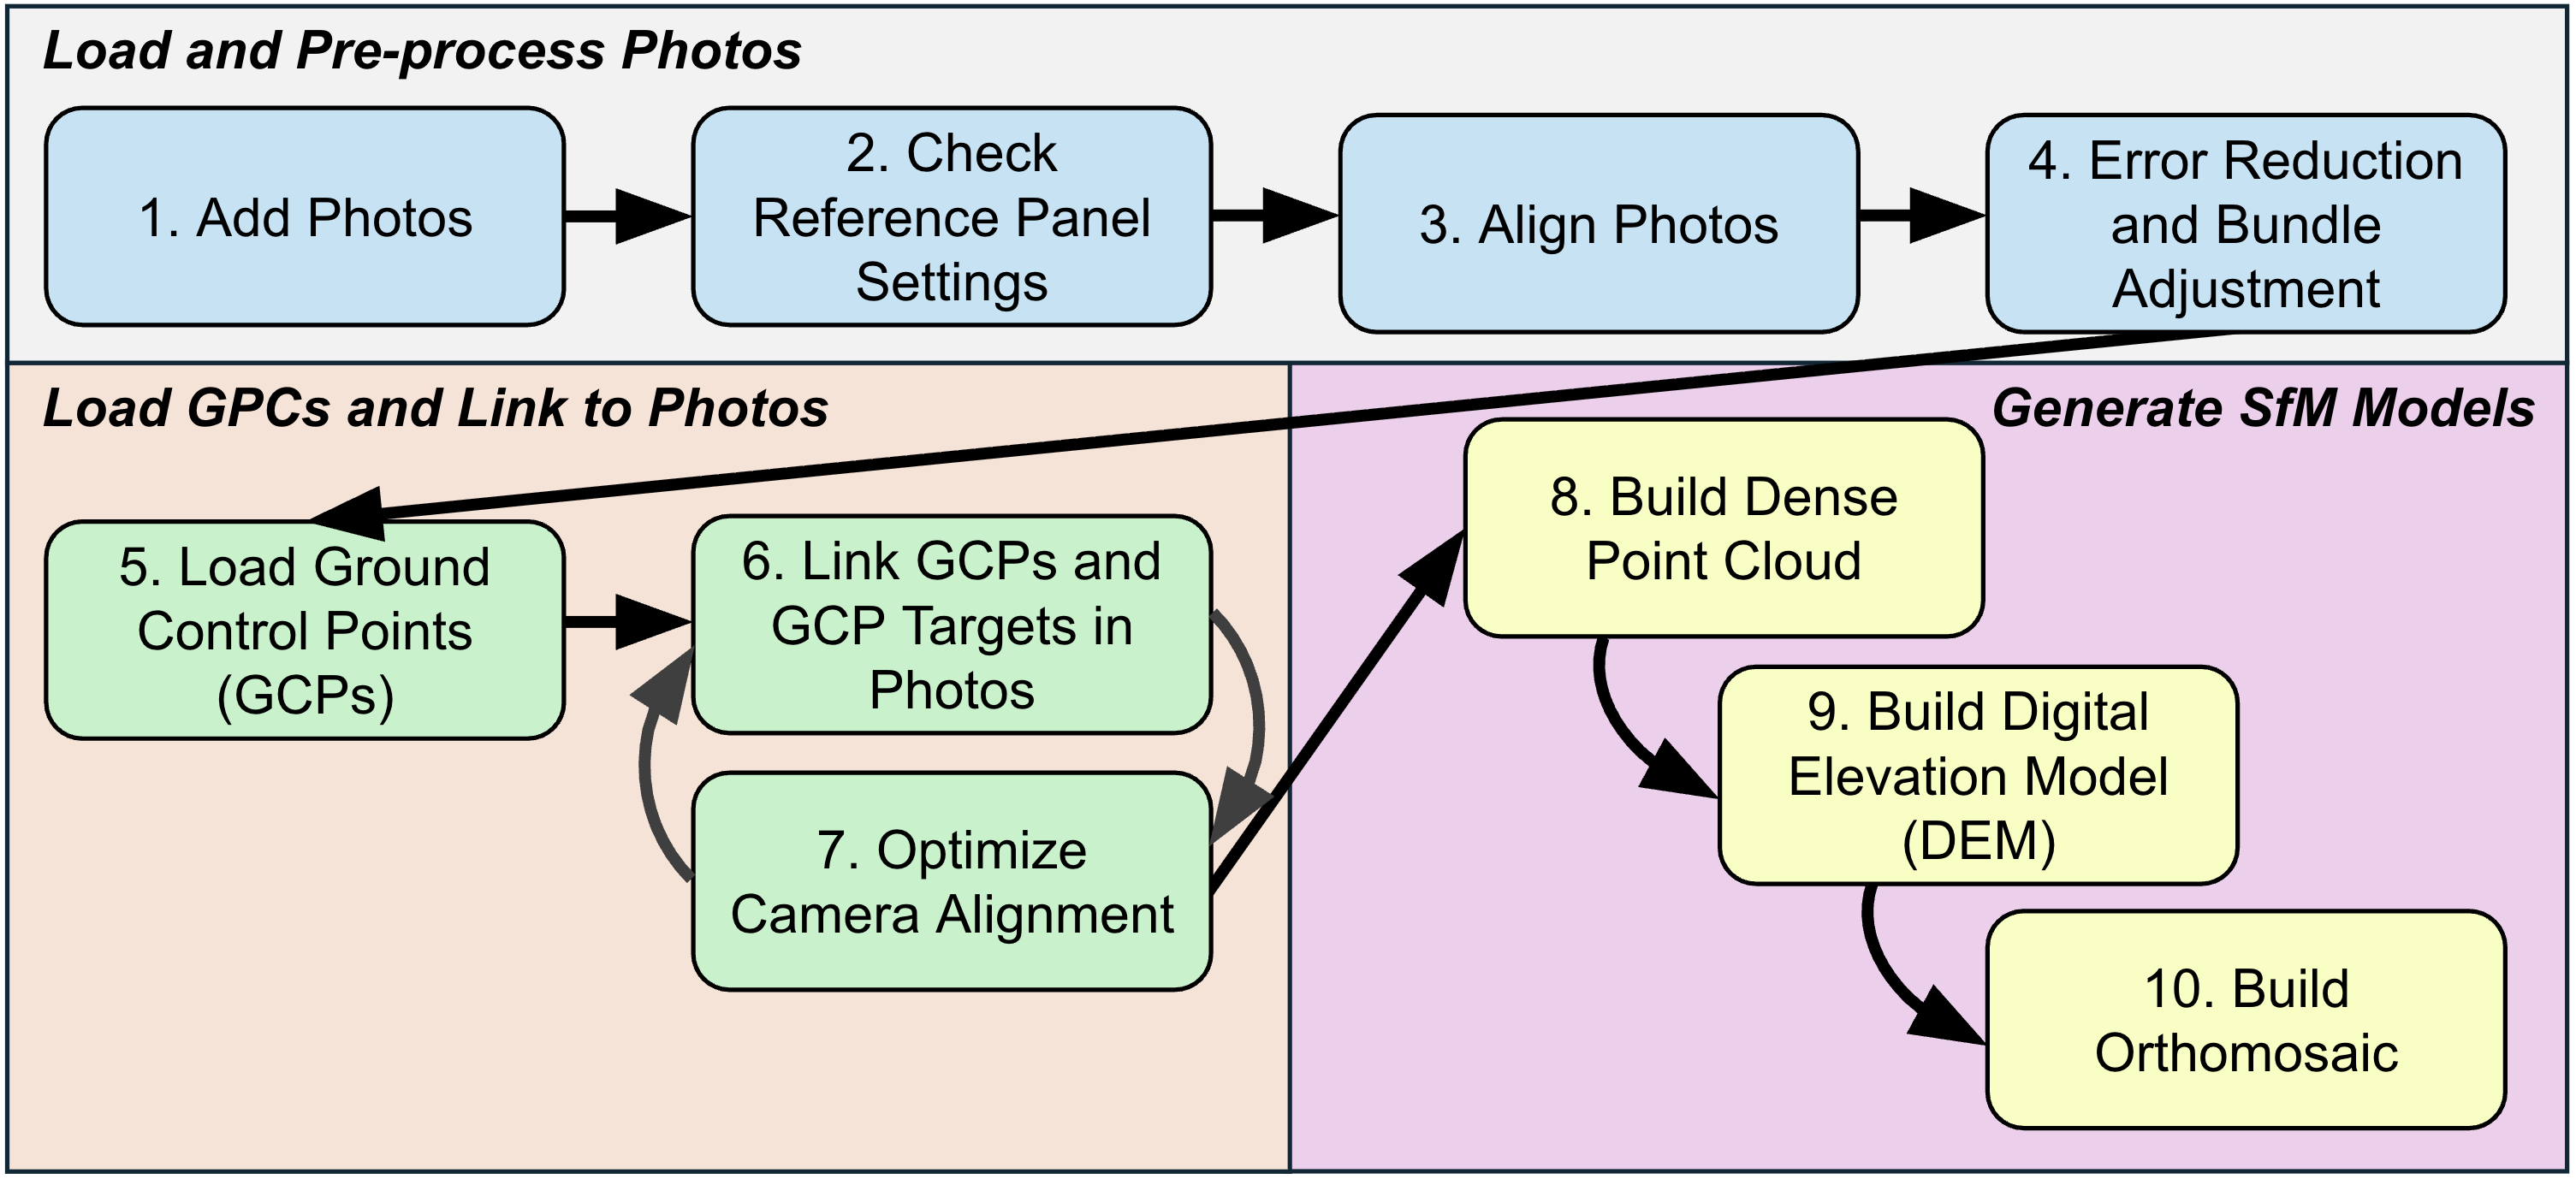 Load and Pre-process Photos
1. Add Photos
2. Check
Reference Panel
Settings
3. Align Photos
4. Error Reduction
and Bundle
Adjustment
Load GPCs and Link to Photos
5. Load Ground
Control Points
(GCPs)
6. Link GCPs and
GCP Targets in
Photos
7. Optimize
Camera Alignment
Generate SfM Models
8. Build Dense
Point Cloud
9. Build Digital
Elevation Model
(DEM)
10. Build
Orthomosaic